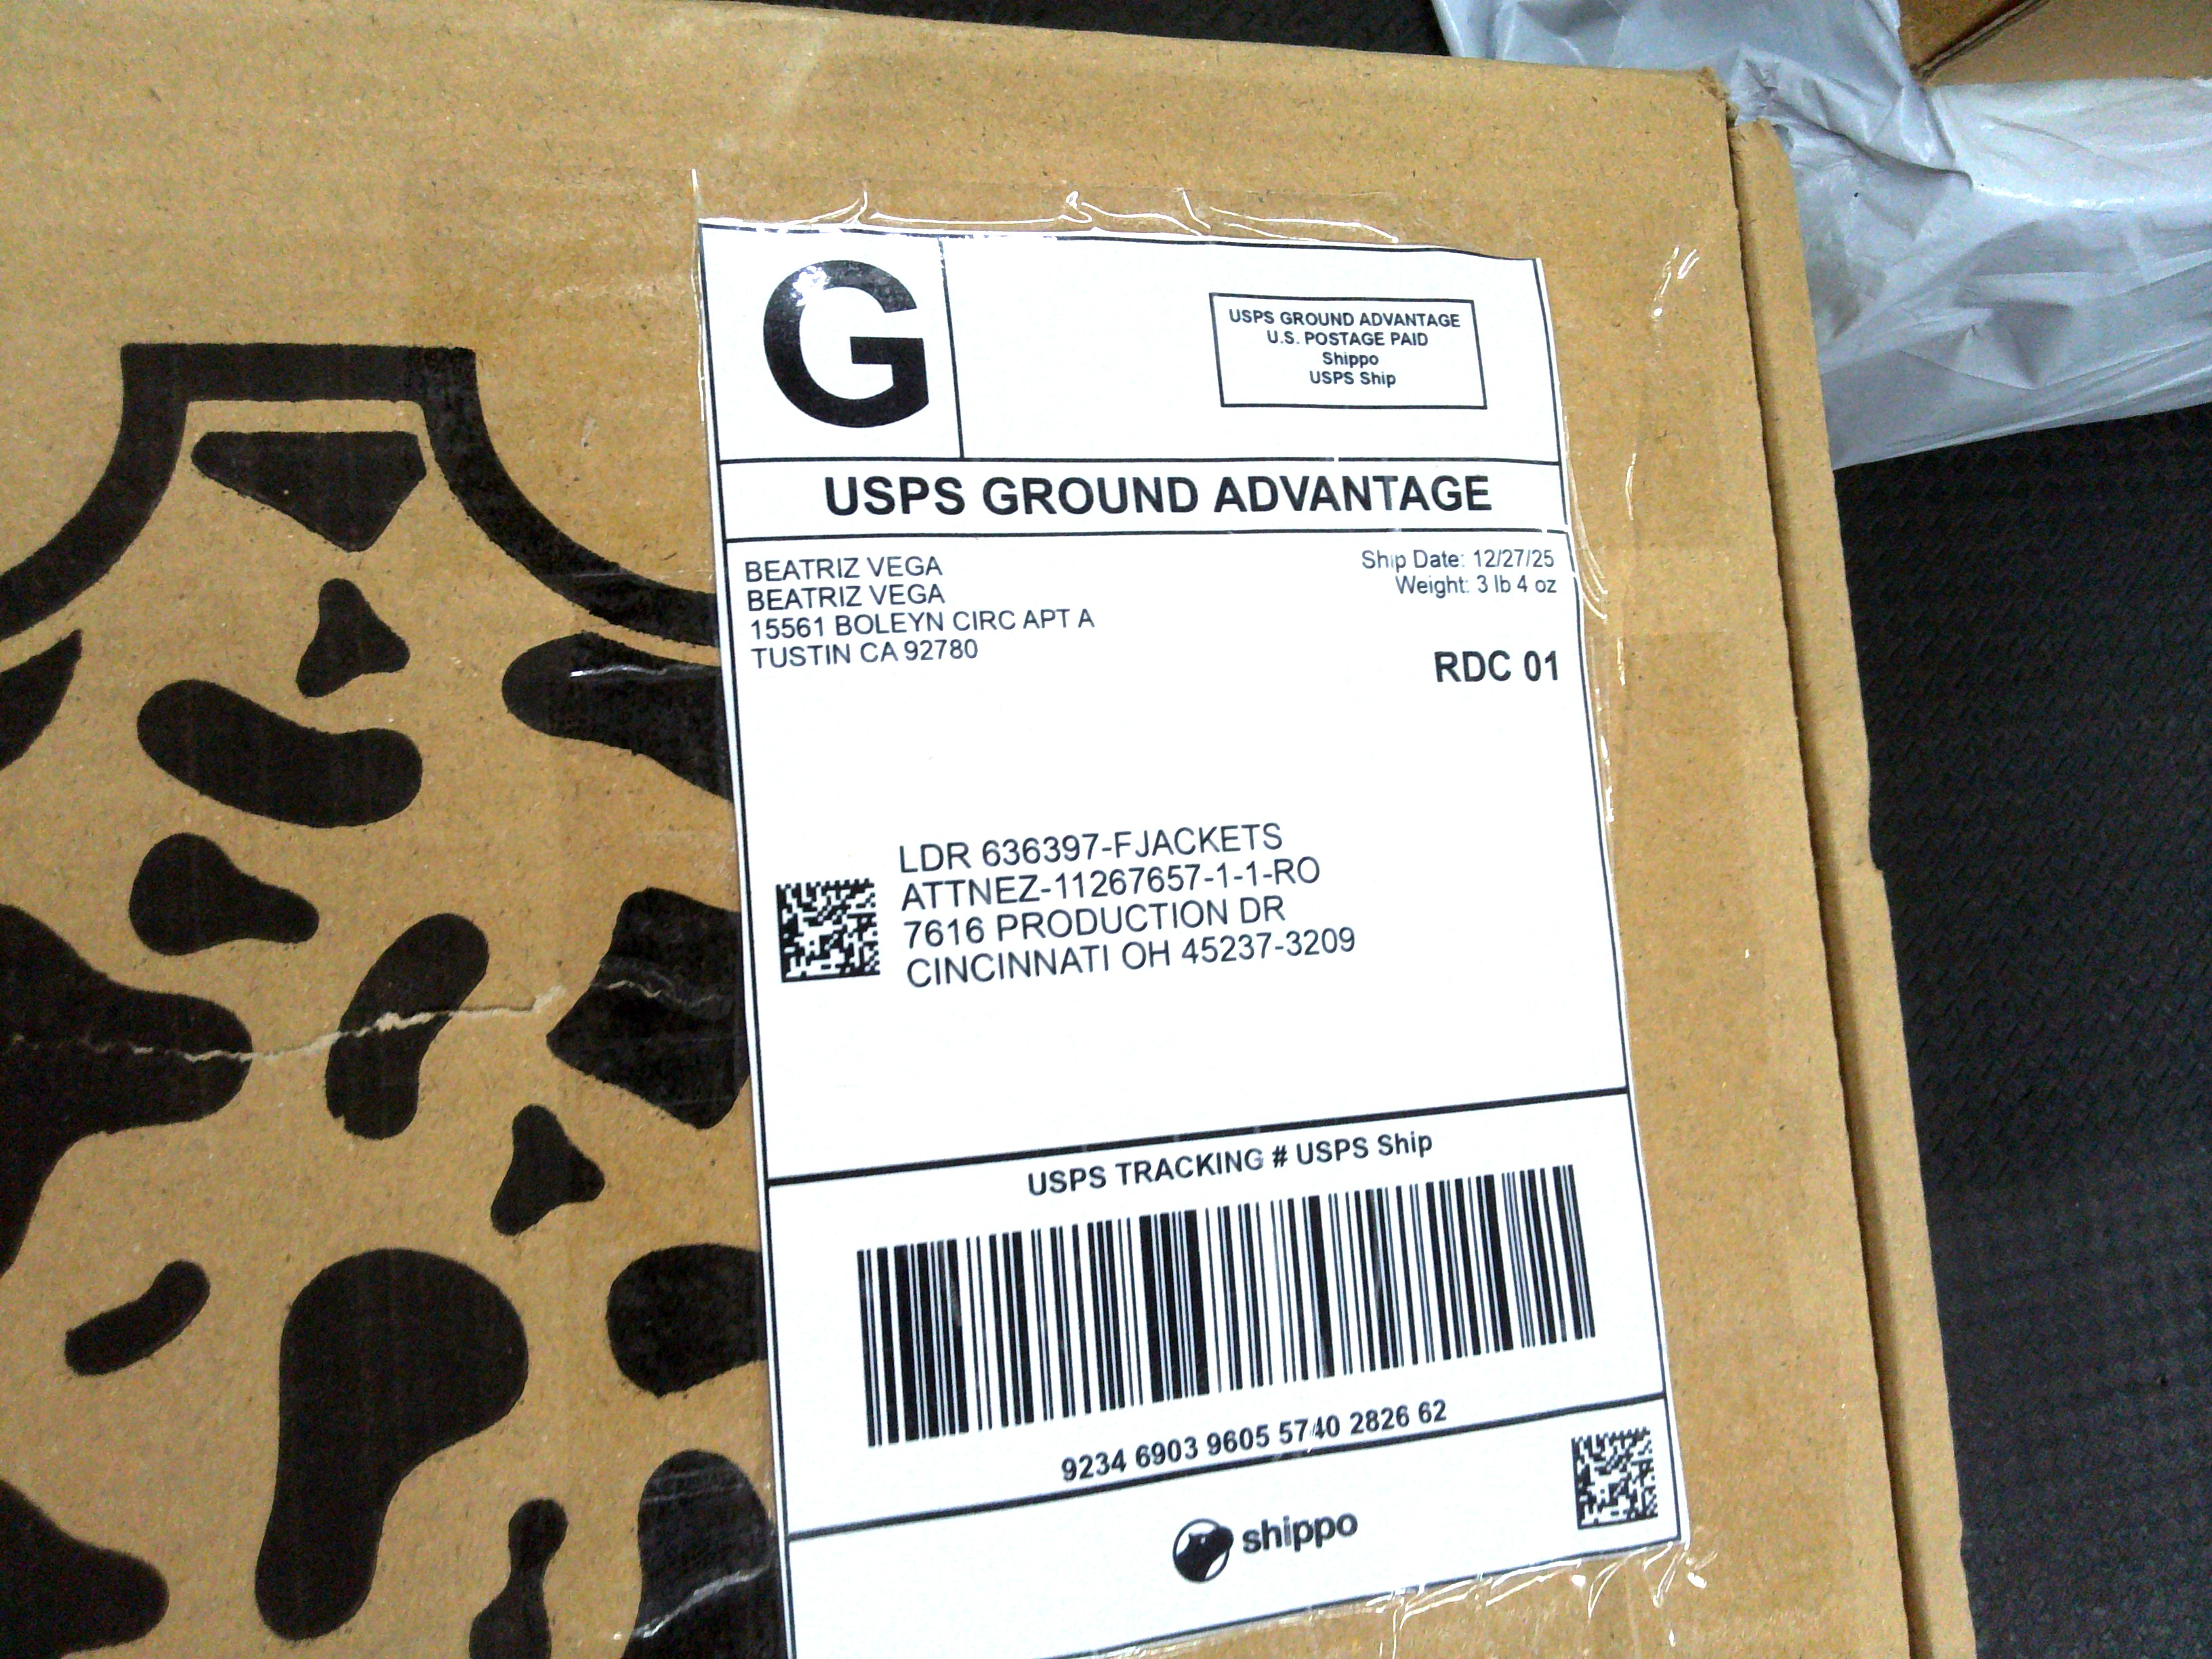 G
USPS GROUND ADVANTAGE
U.S. POSTAGE PAID
Shippo
USPS Ship
USPS GROUND ADVANTAGE
BEATRIZ VEGA
BEATRIZ VEGA
15561 BOLEYN CIRC APT A
TUSTIN CA 92780
Ship Date: 12/27/25
Weight: 3 lb 4 oz
RDC 01
LDR 636397-FJACKETS
ATTNEZ-11267657-1-1-RO
7616 PRODUCTION DR
CINCINNATI OH 45237-3209
USPS TRACKING # USPS Ship
9234 6903 9605 5740 2826 62
shippo